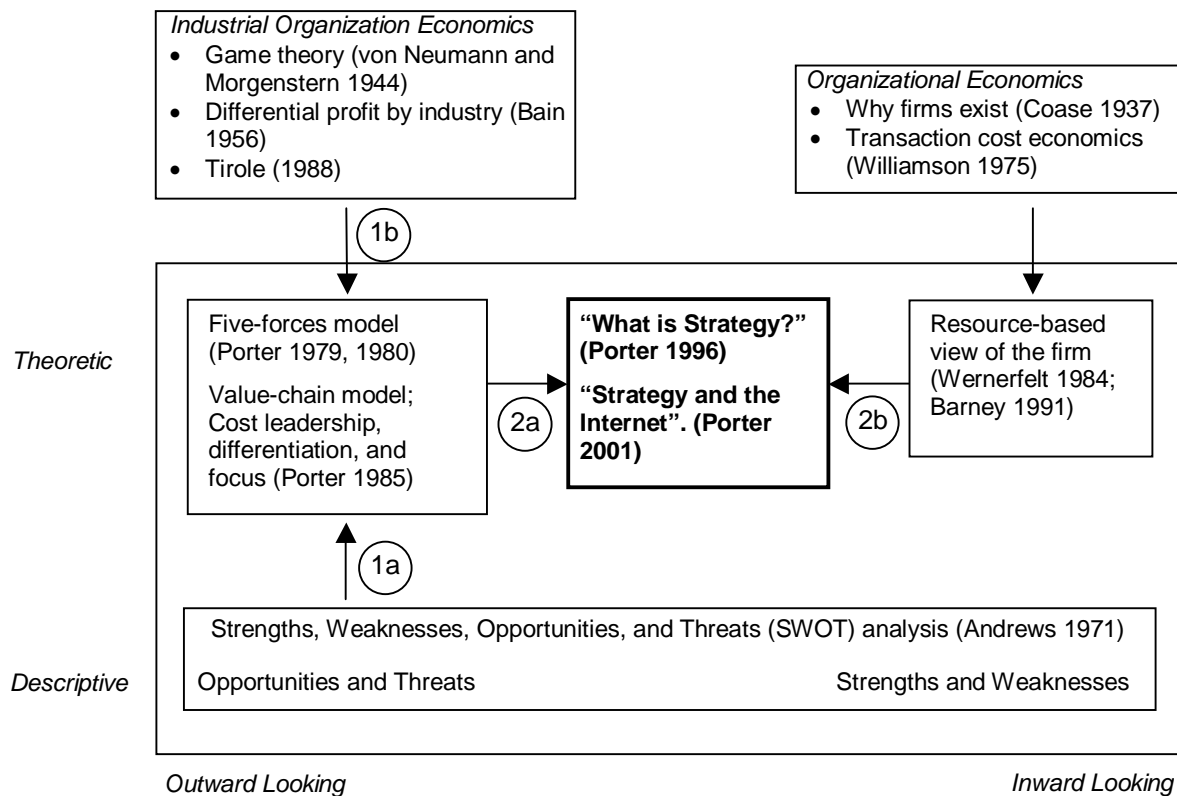 Industrial Organization Economics
• Game theory (von Neumann and
Morgenstern 1944)
• Differential profit by industry (Bain
1956)
• Tirole (1988)
Organizational Economics
• Why firms exist (Coase 1937)
• Transaction cost economics
(Williamson 1975)
1b
Theoretic
Five-forces model
(Porter 1979, 1980)
Value-chain model;
Cost leadership,
differentiation, and
focus (Porter 1985)
2a
“What is Strategy?”
(Porter 1996)
“Strategy and the
Internet”. (Porter
2001)
2b
Resource-based
view of the firm
(Wernerfelt 1984;
Barney 1991)
1a
Descriptive
Strengths, Weaknesses, Opportunities, and Threats (SWOT) analysis (Andrews 1971)
Opportunities and Threats
Strengths and Weaknesses
Outward Looking
Inward Looking